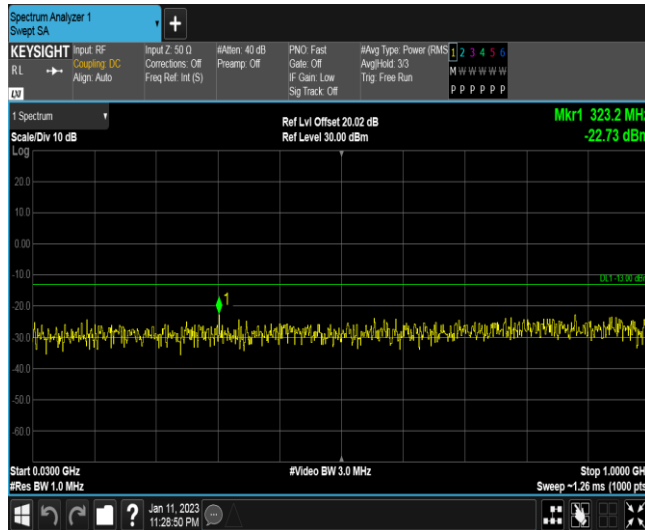 Spectrum Analyzer 1
Swept SA
+
KEYSIGHT
RL
LXI
Input: RF
Coupling: DC
Align: Auto
Input Z: 50 Ω
Corrections: Off
Freq Ref: Int (S)
#Atten: 40 dB
Preamp: Off
PNO: Fast
Gate: Off
IF Gain: Low
Sig Track: Off
#Avg Type: Power (RMS
Avg|Hold: 3/3
Trig: Free Run
1 2 3 4 5 6
M W W W W W
P P P P P P
1 Spectrum
Scale/Div 10 dB
Log
Ref Lvl Offset 20.02 dB
Ref Level 30.00 dBm
Mkr1 323.2 MHz
-22.73 dBm
20.0
10.0
0.00
-10.0
DL1 -13.00 dBm
1
-20.0
-30.0
-40.0
-50.0
-60.0
Start 0.0300 GHz
#Res BW 1.0 MHz
#Video BW 3.0 MHz
Stop 1.0000 GH
Sweep ~1.26 ms (1000 pts
?
Jan 11, 2023
11:28:50 PM